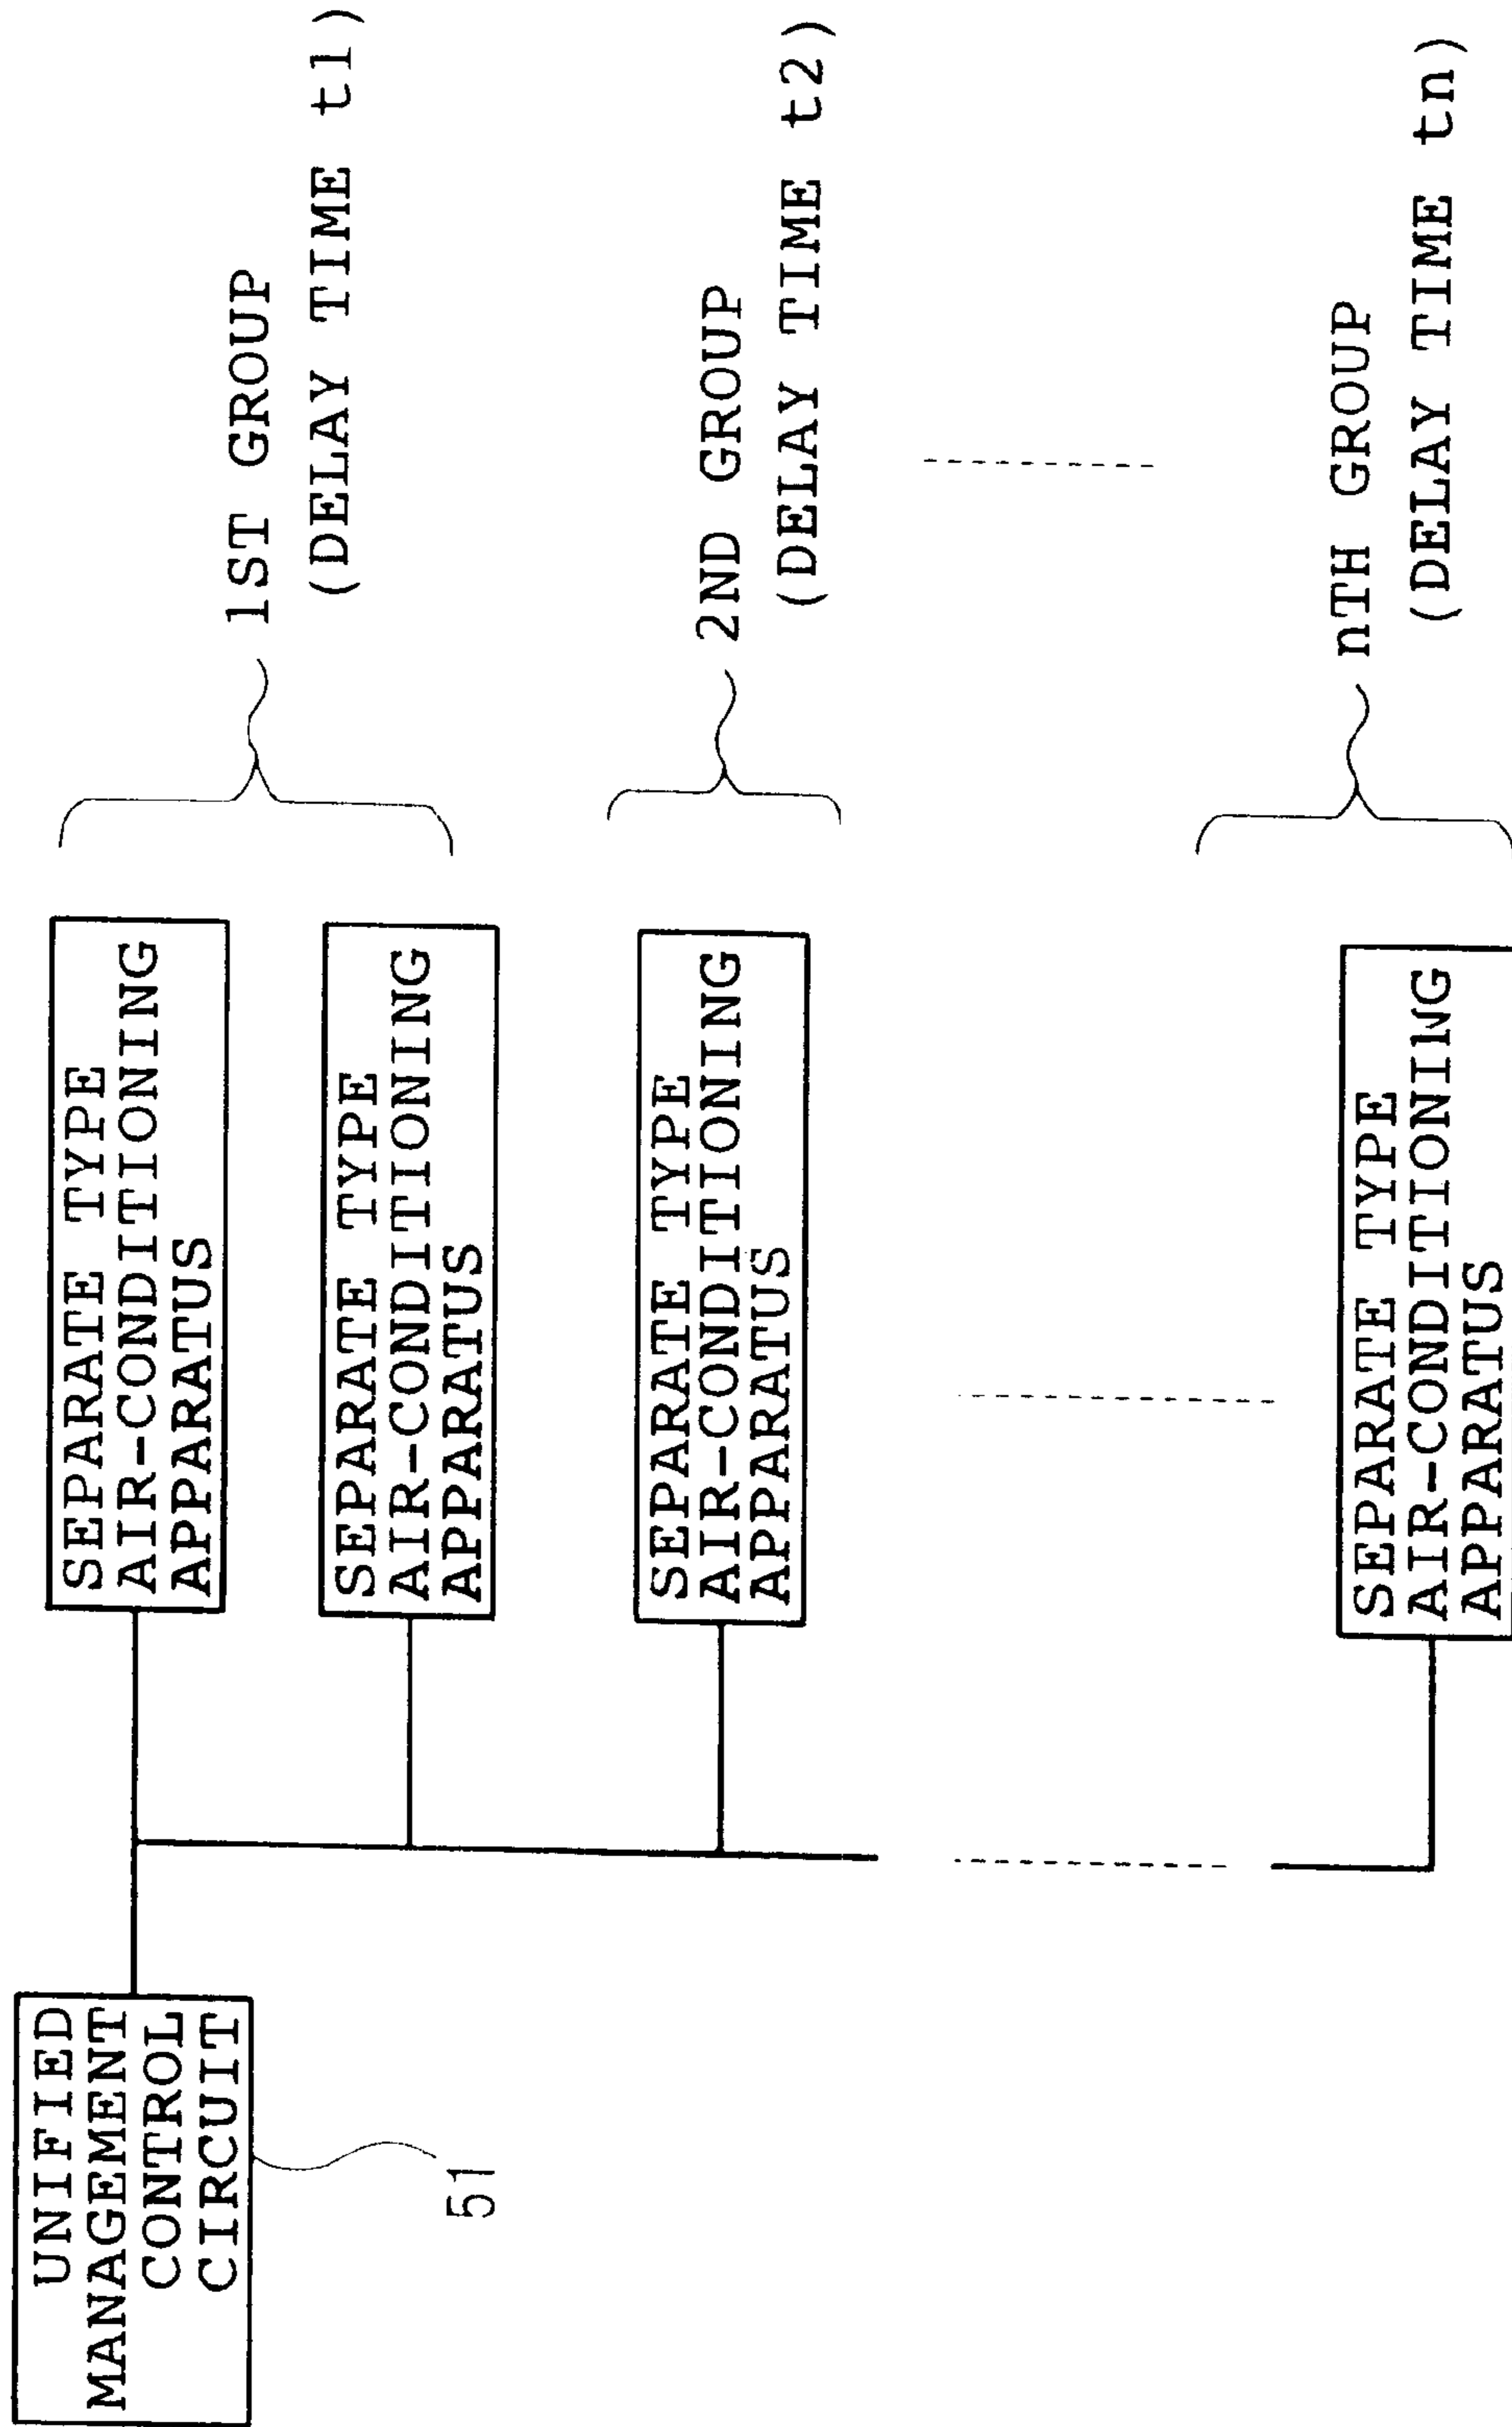 UNIFIED
MANAGEMENT
CONTROL
CIRCUIT
51
SEPARATE TYPE
AIR-CONDITIONING
APPARATUS
SEPARATE TYPE
AIR-CONDITIONING
APPARATUS
1ST GROUP
(DELAY TIME t1)
SEPARATE TYPE
AIR-CONDITIONING
APPARATUS
2ND GROUP
(DELAY TIME t2)
SEPARATE TYPE
AIR-CONDITIONING
APPARATUS
nTH GROUP
(DELAY TIME tn)